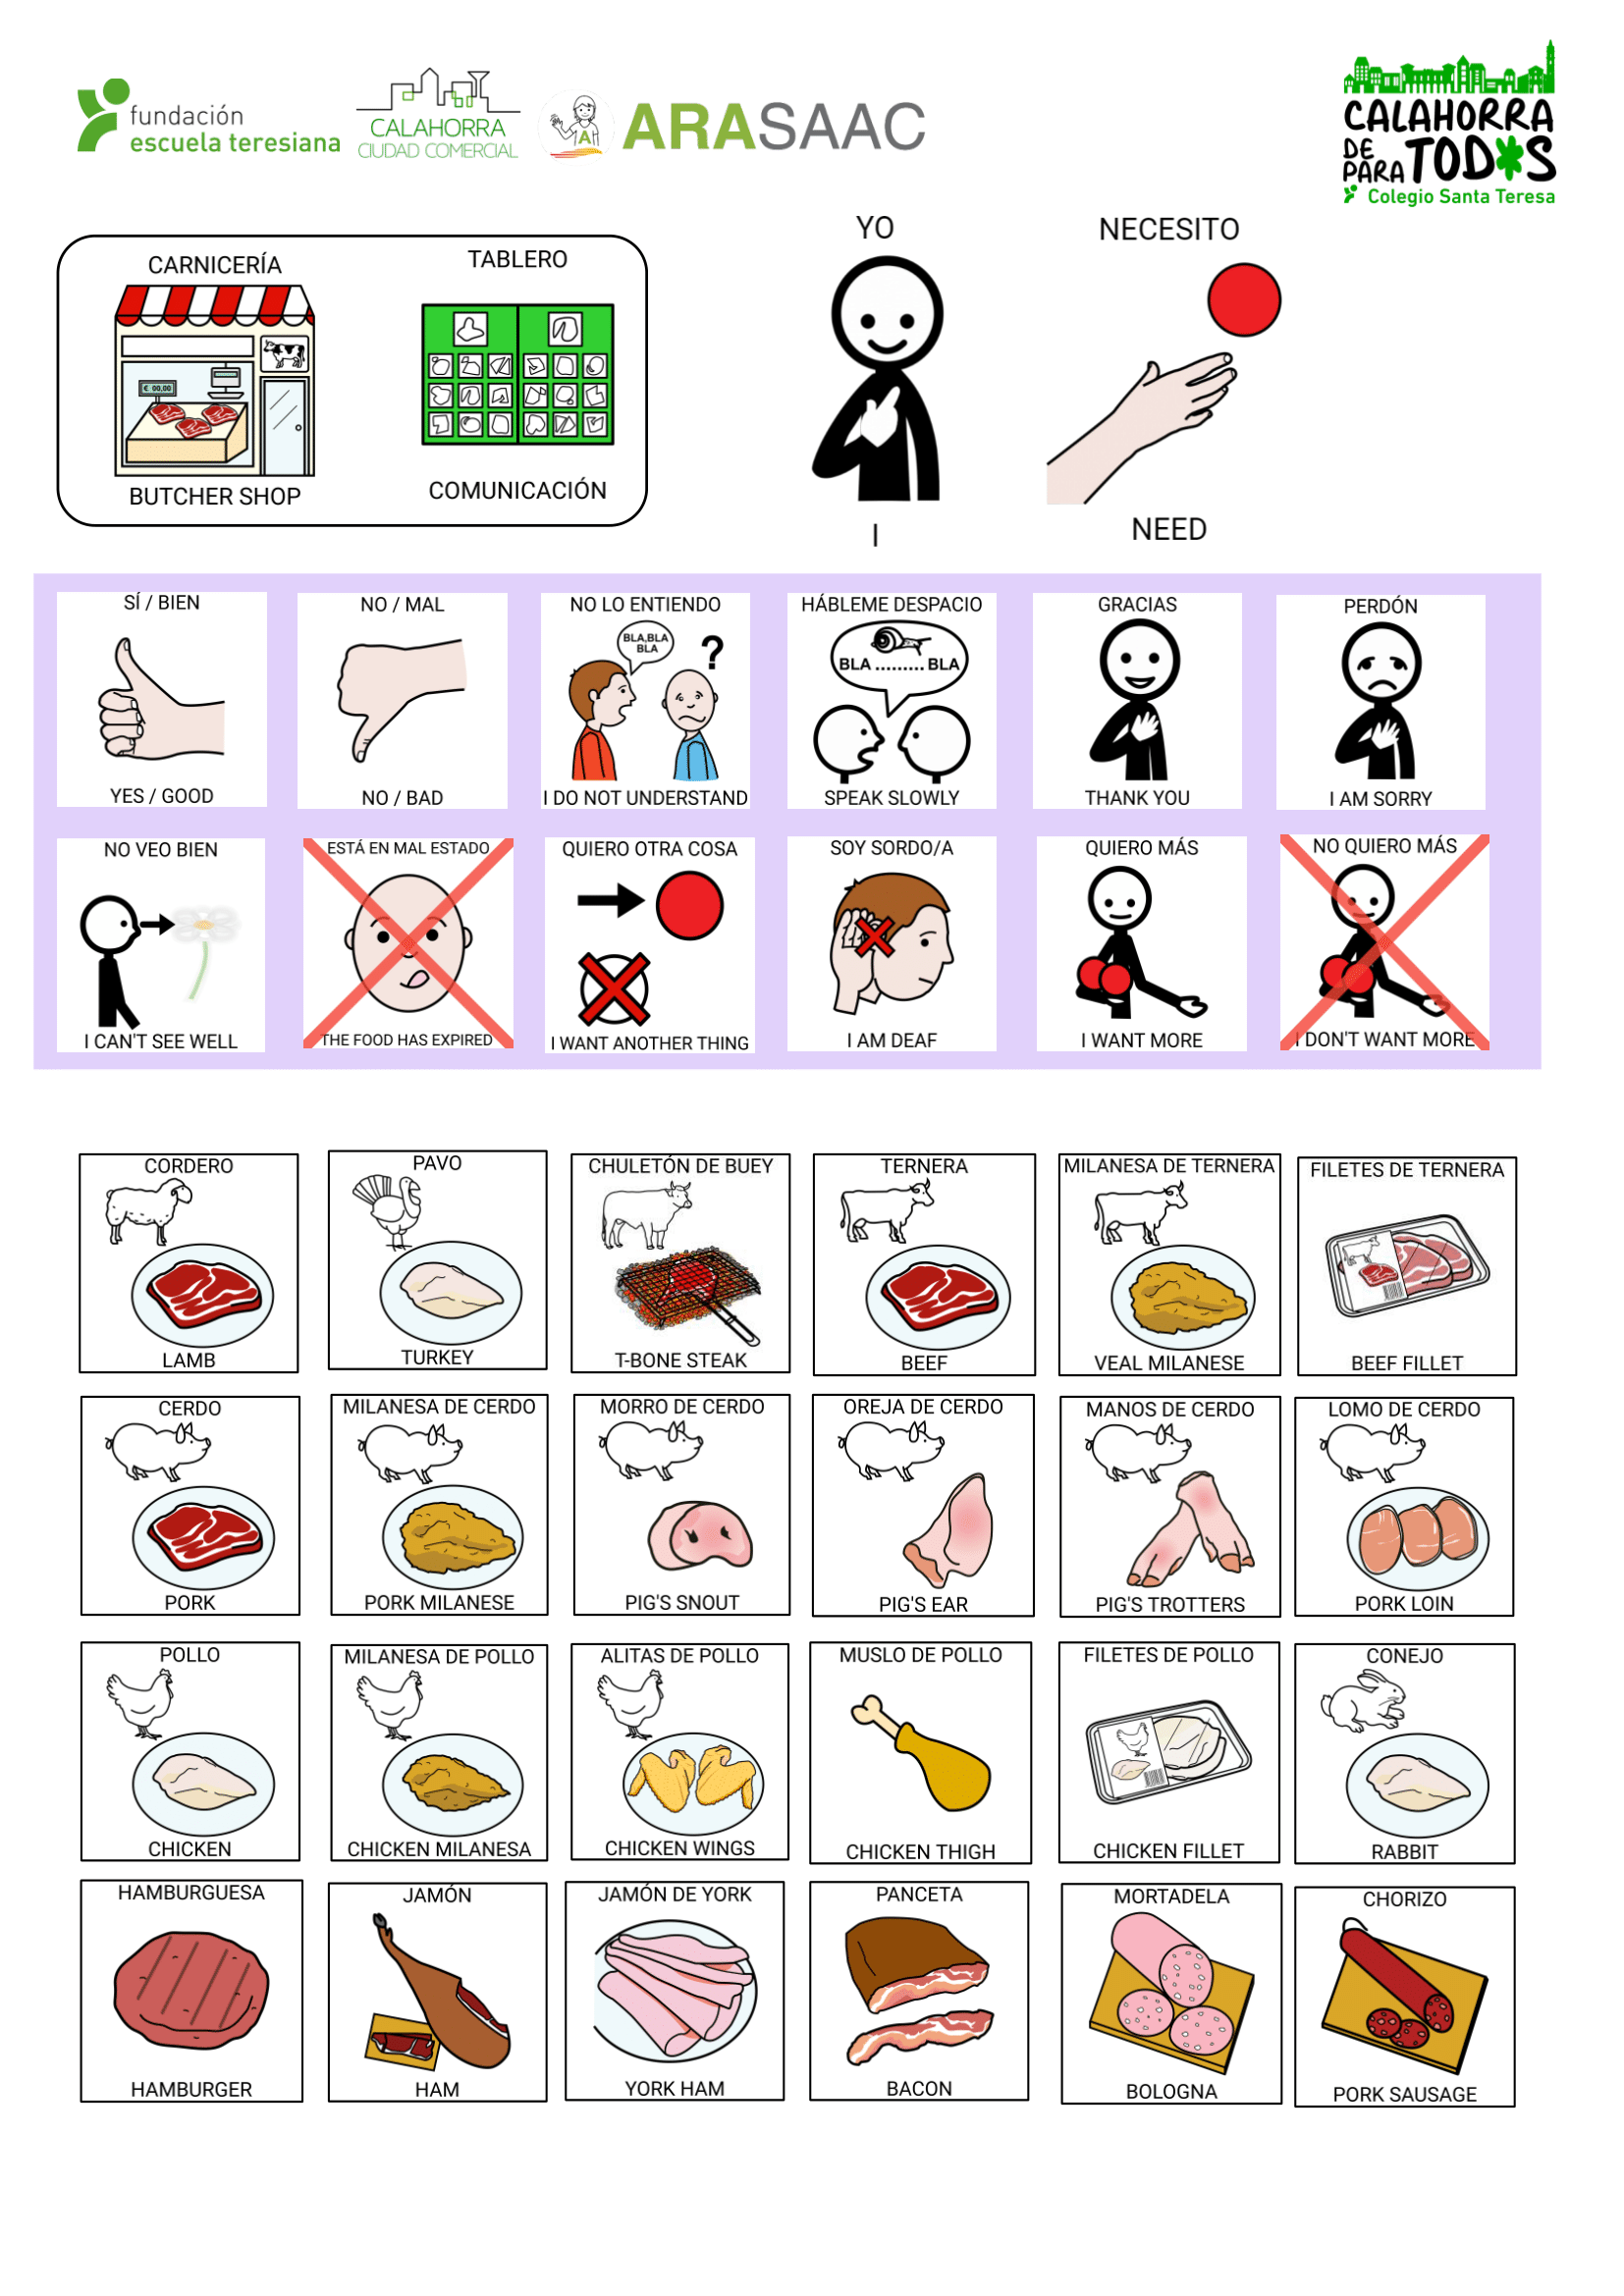 fundación
escuela teresiana
CALAHORRA
CIUDAD COMERCIAL
A
ARASAAC
CALAHORRA
DE
PARA TOD*S
Colegio Santa Teresa
CARNICERÍA
TABLERO
€ 00,00
BUTCHER SHOP
COMUNICACIÓN
YO
NECESITO
I
NEED
SÍ / BIEN
YES / GOOD
NO / MAL
NO / BAD
NO LO ENTIENDO
BLA,BLA
BLA
?
I DO NOT UNDERSTAND
HÁBLEME DESPACIO
BLA ......... BLA
SPEAK SLOWLY
GRACIAS
THANK YOU
PERDÓN
I AM SORRY
NO VEO BIEN
I CAN'T SEE WELL
ESTÁ EN MAL ESTADO
THE FOOD HAS EXPIRED
QUIERO OTRA COSA
I WANT ANOTHER THING
SOY SORDO/A
I AM DEAF
QUIERO MÁS
I WANT MORE
NO QUIERO MÁS
I DON'T WANT MORE
CORDERO
LAMB
PAVO
TURKEY
CHULETÓN DE BUEY
T-BONE STEAK
TERNERA
BEEF
MILANESA DE TERNERA
VEAL MILANESE
FILETES DE TERNERA
BEEF FILLET
CERDO
PORK
MILANESA DE CERDO
PORK MILANESE
MORRO DE CERDO
PIG'S SNOUT
OREJA DE CERDO
PIG'S EAR
MANOS DE CERDO
PIG'S TROTTERS
LOMO DE CERDO
PORK LOIN
POLLO
CHICKEN
MILANESA DE POLLO
CHICKEN MILANESA
ALITAS DE POLLO
CHICKEN WINGS
MUSLO DE POLLO
CHICKEN THIGH
FILETES DE POLLO
CHICKEN FILLET
CONEJO
RABBIT
HAMBURGUESA
HAMBURGER
JAMÓN
HAM
JAMÓN DE YORK
YORK HAM
PANCETA
BACON
MORTADELA
BOLOGNA
CHORIZO
PORK SAUSAGE